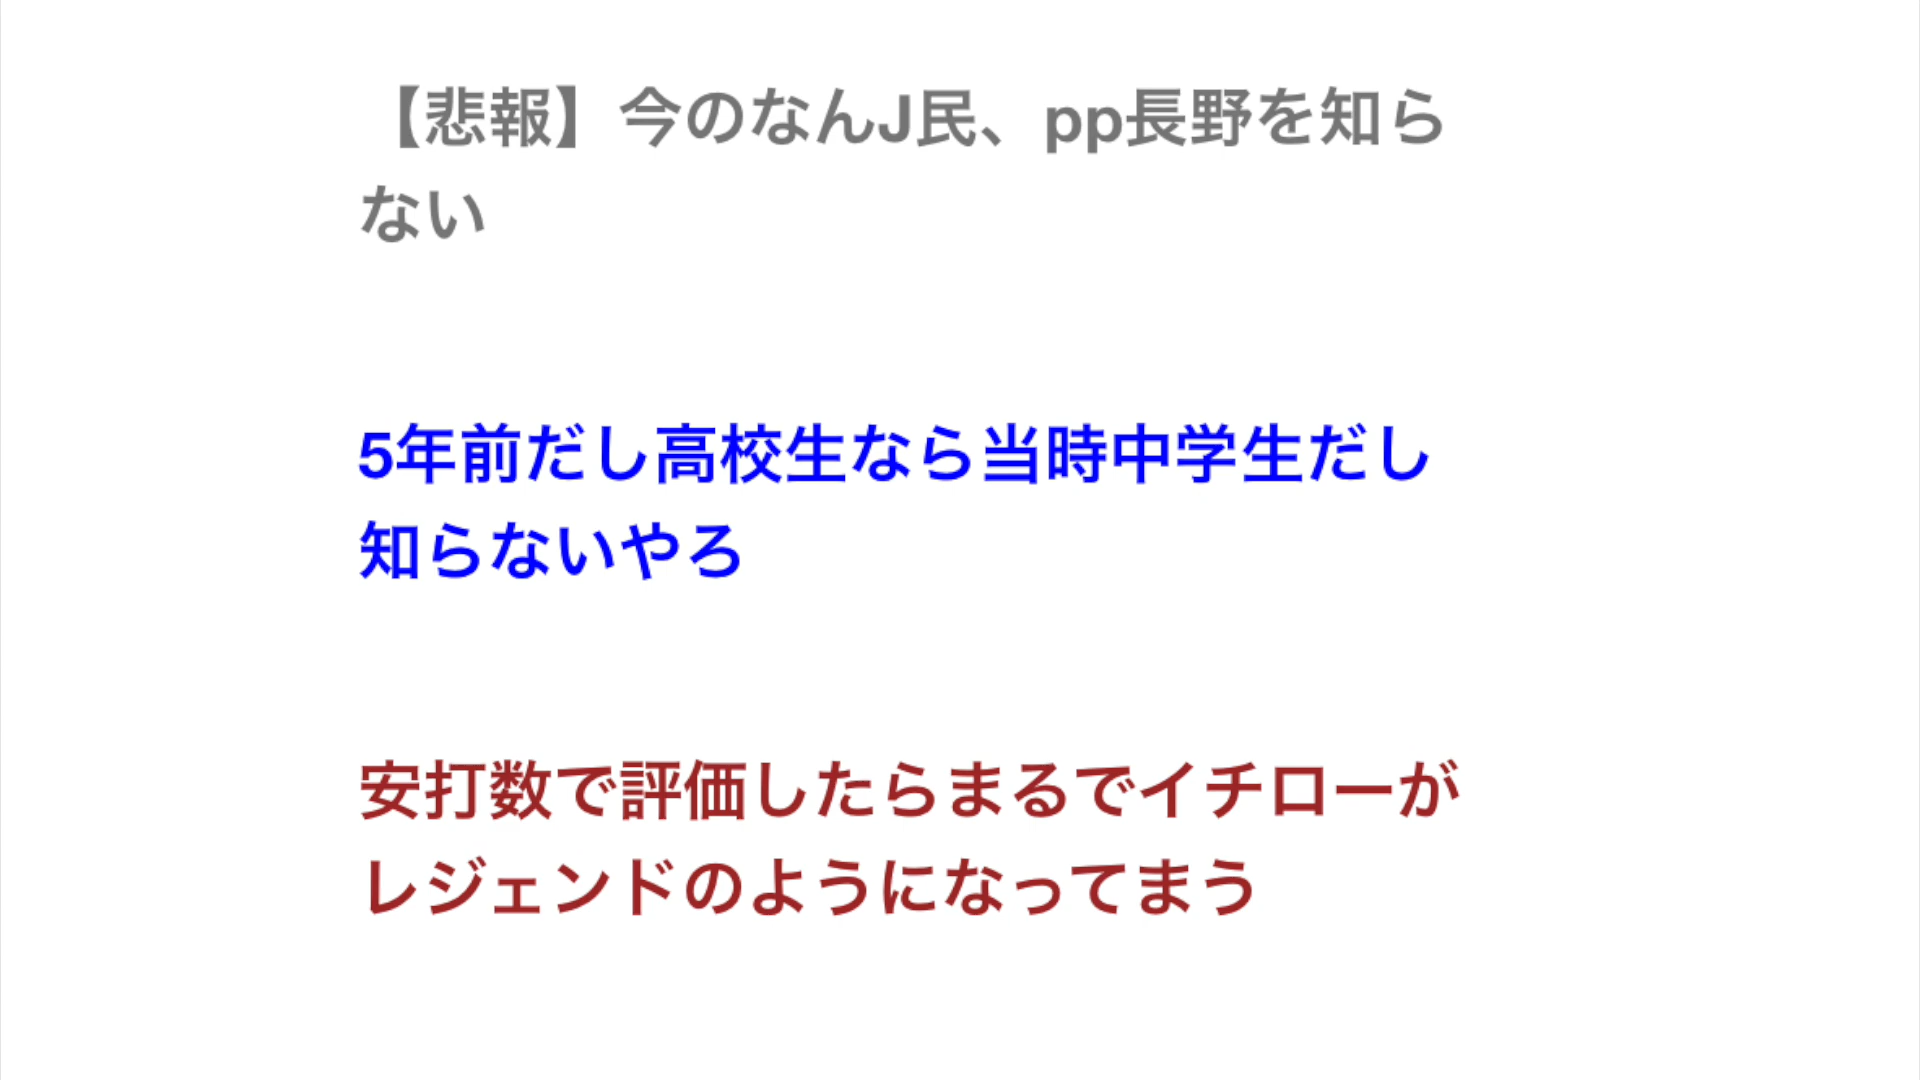 【悲報】今のなんJ民、pp長野を知ら
ない
5年前だし高校生なら当時中学生だし
知らないやろ
安打数で評価したらまるでイチローが
レジェンドのようになってまう